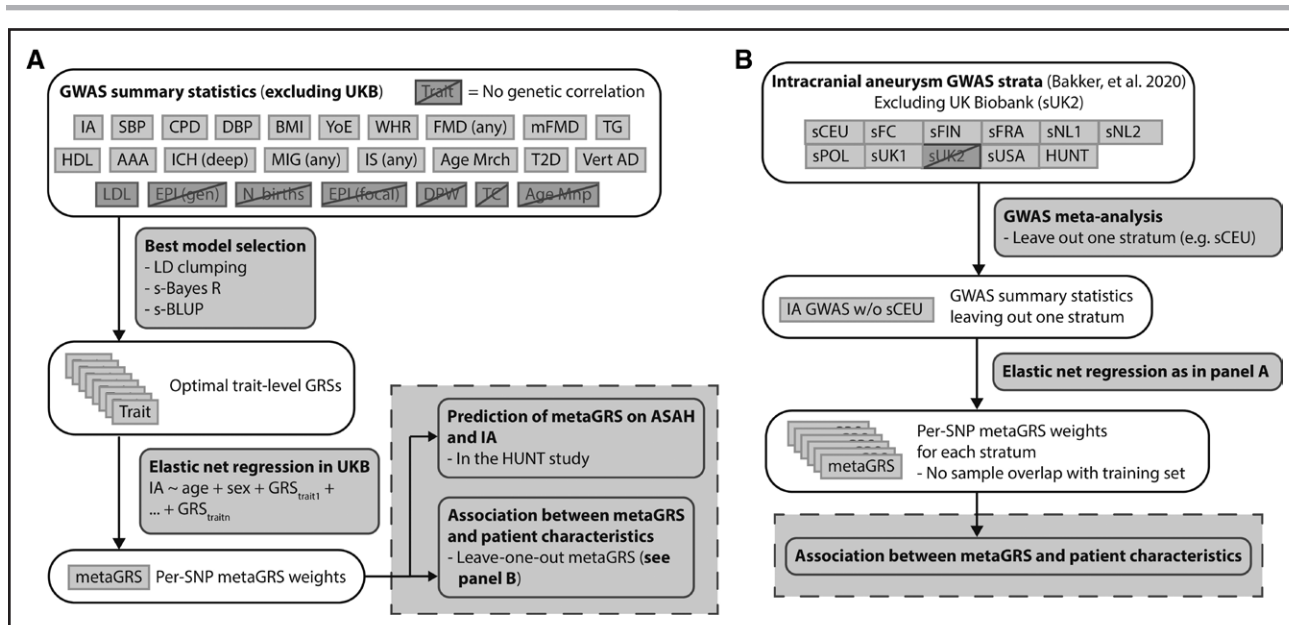 A
GWAS summary statistics (excluding UKB)
Trait = No genetic correlation
IA SBP CPD DBP BMI YoE WHR FMD (any) mFMD TG
HDL AAA ICH (deep) MIG (any) IS (any) Age Mrch T2D Vert AD
LDL EPI (gen) N. births EPI (focal) DPW TC Age Mnp
Best model selection
- LD clumping
- s-Bayes R
- s-BLUP
Trait
Optimal trait-level GRSs
Elastic net regression in UKB
IA ~ age + sex + GRStrait1 +
... + GRStraitn
metaGRS Per-SNP metaGRS weights
Prediction of metaGRS on ASAH
and IA
- In the HUNT study
Association between metaGRS
and patient characteristics
- Leave-one-out metaGRS (see
panel B)
B
Intracranial aneurysm GWAS strata (Bakker, et al. 2020)
Excluding UK Biobank (sUK2)
sCEU sFC sFIN sFRA sNL1 sNL2
sPOL sUK1 sUK2 sUSA HUNT
GWAS meta-analysis
- Leave out one stratum (e.g. sCEU)
IA GWAS w/o sCEU
GWAS summary statistics
leaving out one stratum
Elastic net regression as in panel A
metaGRS
Per-SNP metaGRS weights
for each stratum
- No sample overlap with training set
Association between metaGRS and patient characteristics